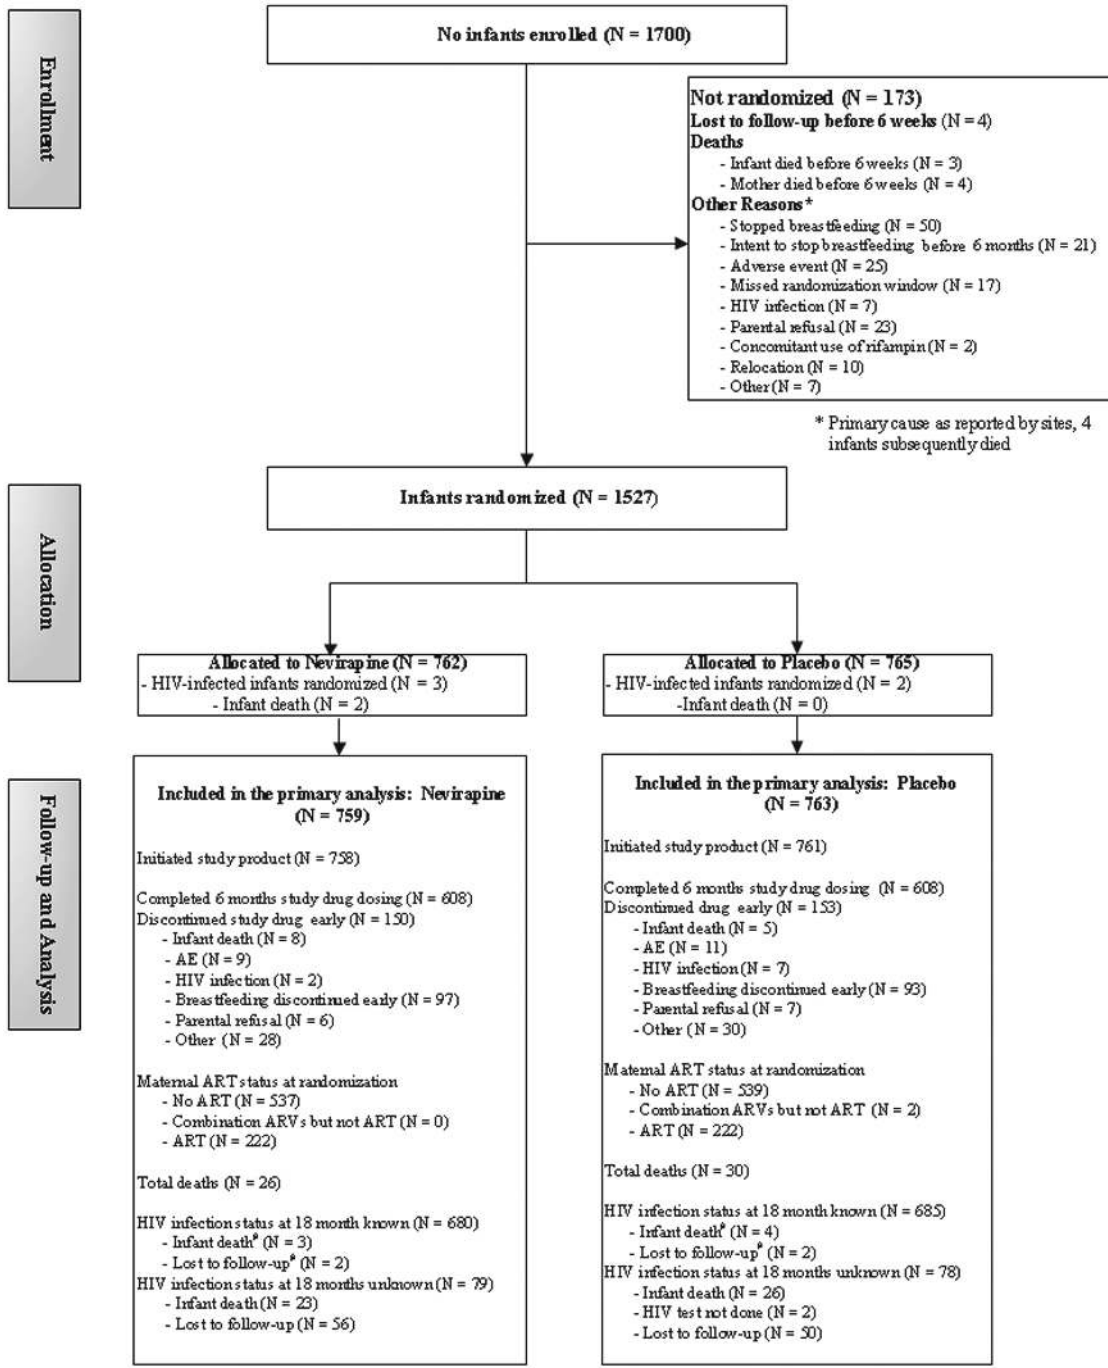 Enrollment
No infants enrolled (N = 1700)
Not randomized (N = 173)
Lost to follow-up before 6 weeks (N = 4)
Deaths
- Infant died before 6 weeks (N = 3)
- Mother died before 6 weeks (N = 4)
Other Reasons*
- Stopped breastfeeding (N = 50)
- Intent to stop breastfeeding before 6 months (N = 21)
- Adverse event (N = 25)
- Missed randomization window (N = 17)
- HIV infection (N = 7)
- Parental refusal (N = 23)
- Concomitant use of rifampin (N = 2)
- Relocation (N = 10)
- Other (N = 7)
* Primary cause as reported by sites, 4
infants subsequently died
Allocation
Infants randomized (N = 1527)
Allocated to Nevirapine (N = 762)
- HIV-infected infants randomized (N = 3)
- Infant death (N = 2)
Allocated to Placebo (N = 765)
- HIV-infected infants randomized (N = 2)
-Infant death (N = 0)
Follow-up and Analysis
Included in the primary analysis: Nevirapine
(N = 759)
Initiated study product (N = 758)
Completed 6 months study drug dosing (N = 608)
Discontinued study drug early (N = 150)
- Infant death (N = 8)
- AE (N = 9)
- HIV infection (N = 2)
- Breastfeeding discontinued early (N = 97)
- Parental refusal (N = 6)
- Other (N = 28)
Maternal ART status at randomization
- No ART (N = 537)
- Combination ARVs but not ART (N = 0)
- ART (N = 222)
Total deaths (N = 26)
HIV infection status at 18 month known (N = 680)
- Infant death# (N = 3)
- Lost to follow-up# (N = 2)
HIV infection status at 18 months unknown (N = 79)
- Infant death (N = 23)
- Lost to follow-up (N = 56)
Included in the primary analysis: Placebo
(N = 763)
Initiated study product (N = 761)
Completed 6 months study drug dosing (N = 608)
Discontinued drug early (N = 153)
- Infant death (N = 5)
- AE (N = 11)
- HIV infection (N = 7)
- Breastfeeding discontinued early (N = 93)
- Parental refusal (N = 7)
- Other (N = 30)
Maternal ART status at randomization
- No ART (N = 539)
- Combination ARVs but not ART (N = 2)
- ART (N = 222)
Total deaths (N = 30)
HIV infection status at 18 month known (N = 685)
- Infant death# (N = 4)
- Lost to follow-up# (N = 2)
HIV infection status at 18 months unknown (N = 78)
- Infant death (N = 26)
- HIV test not done (N = 2)
- Lost to follow-up (N = 50)